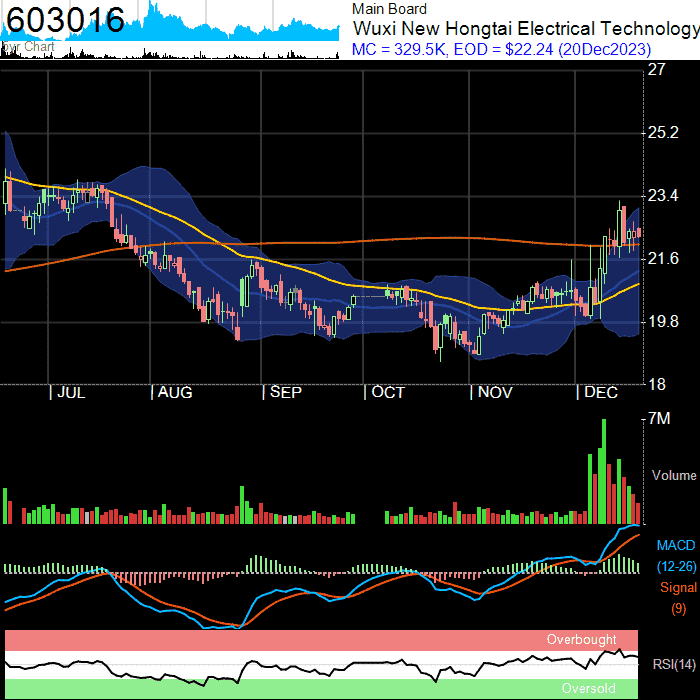 603016
pyr Chart
Main Board
Wuxi New Hongtai Electrical Technology
MC = 329.5K, EOD = $22.24 (20Dec2023)
27
25.2
23.4
21.6
19.8
18
JUL AUG SEP OCT NOV DEC
7M
Volume
MACD
(12-26)
Signal
(9)
Overbought
RSI(14)
Oversold